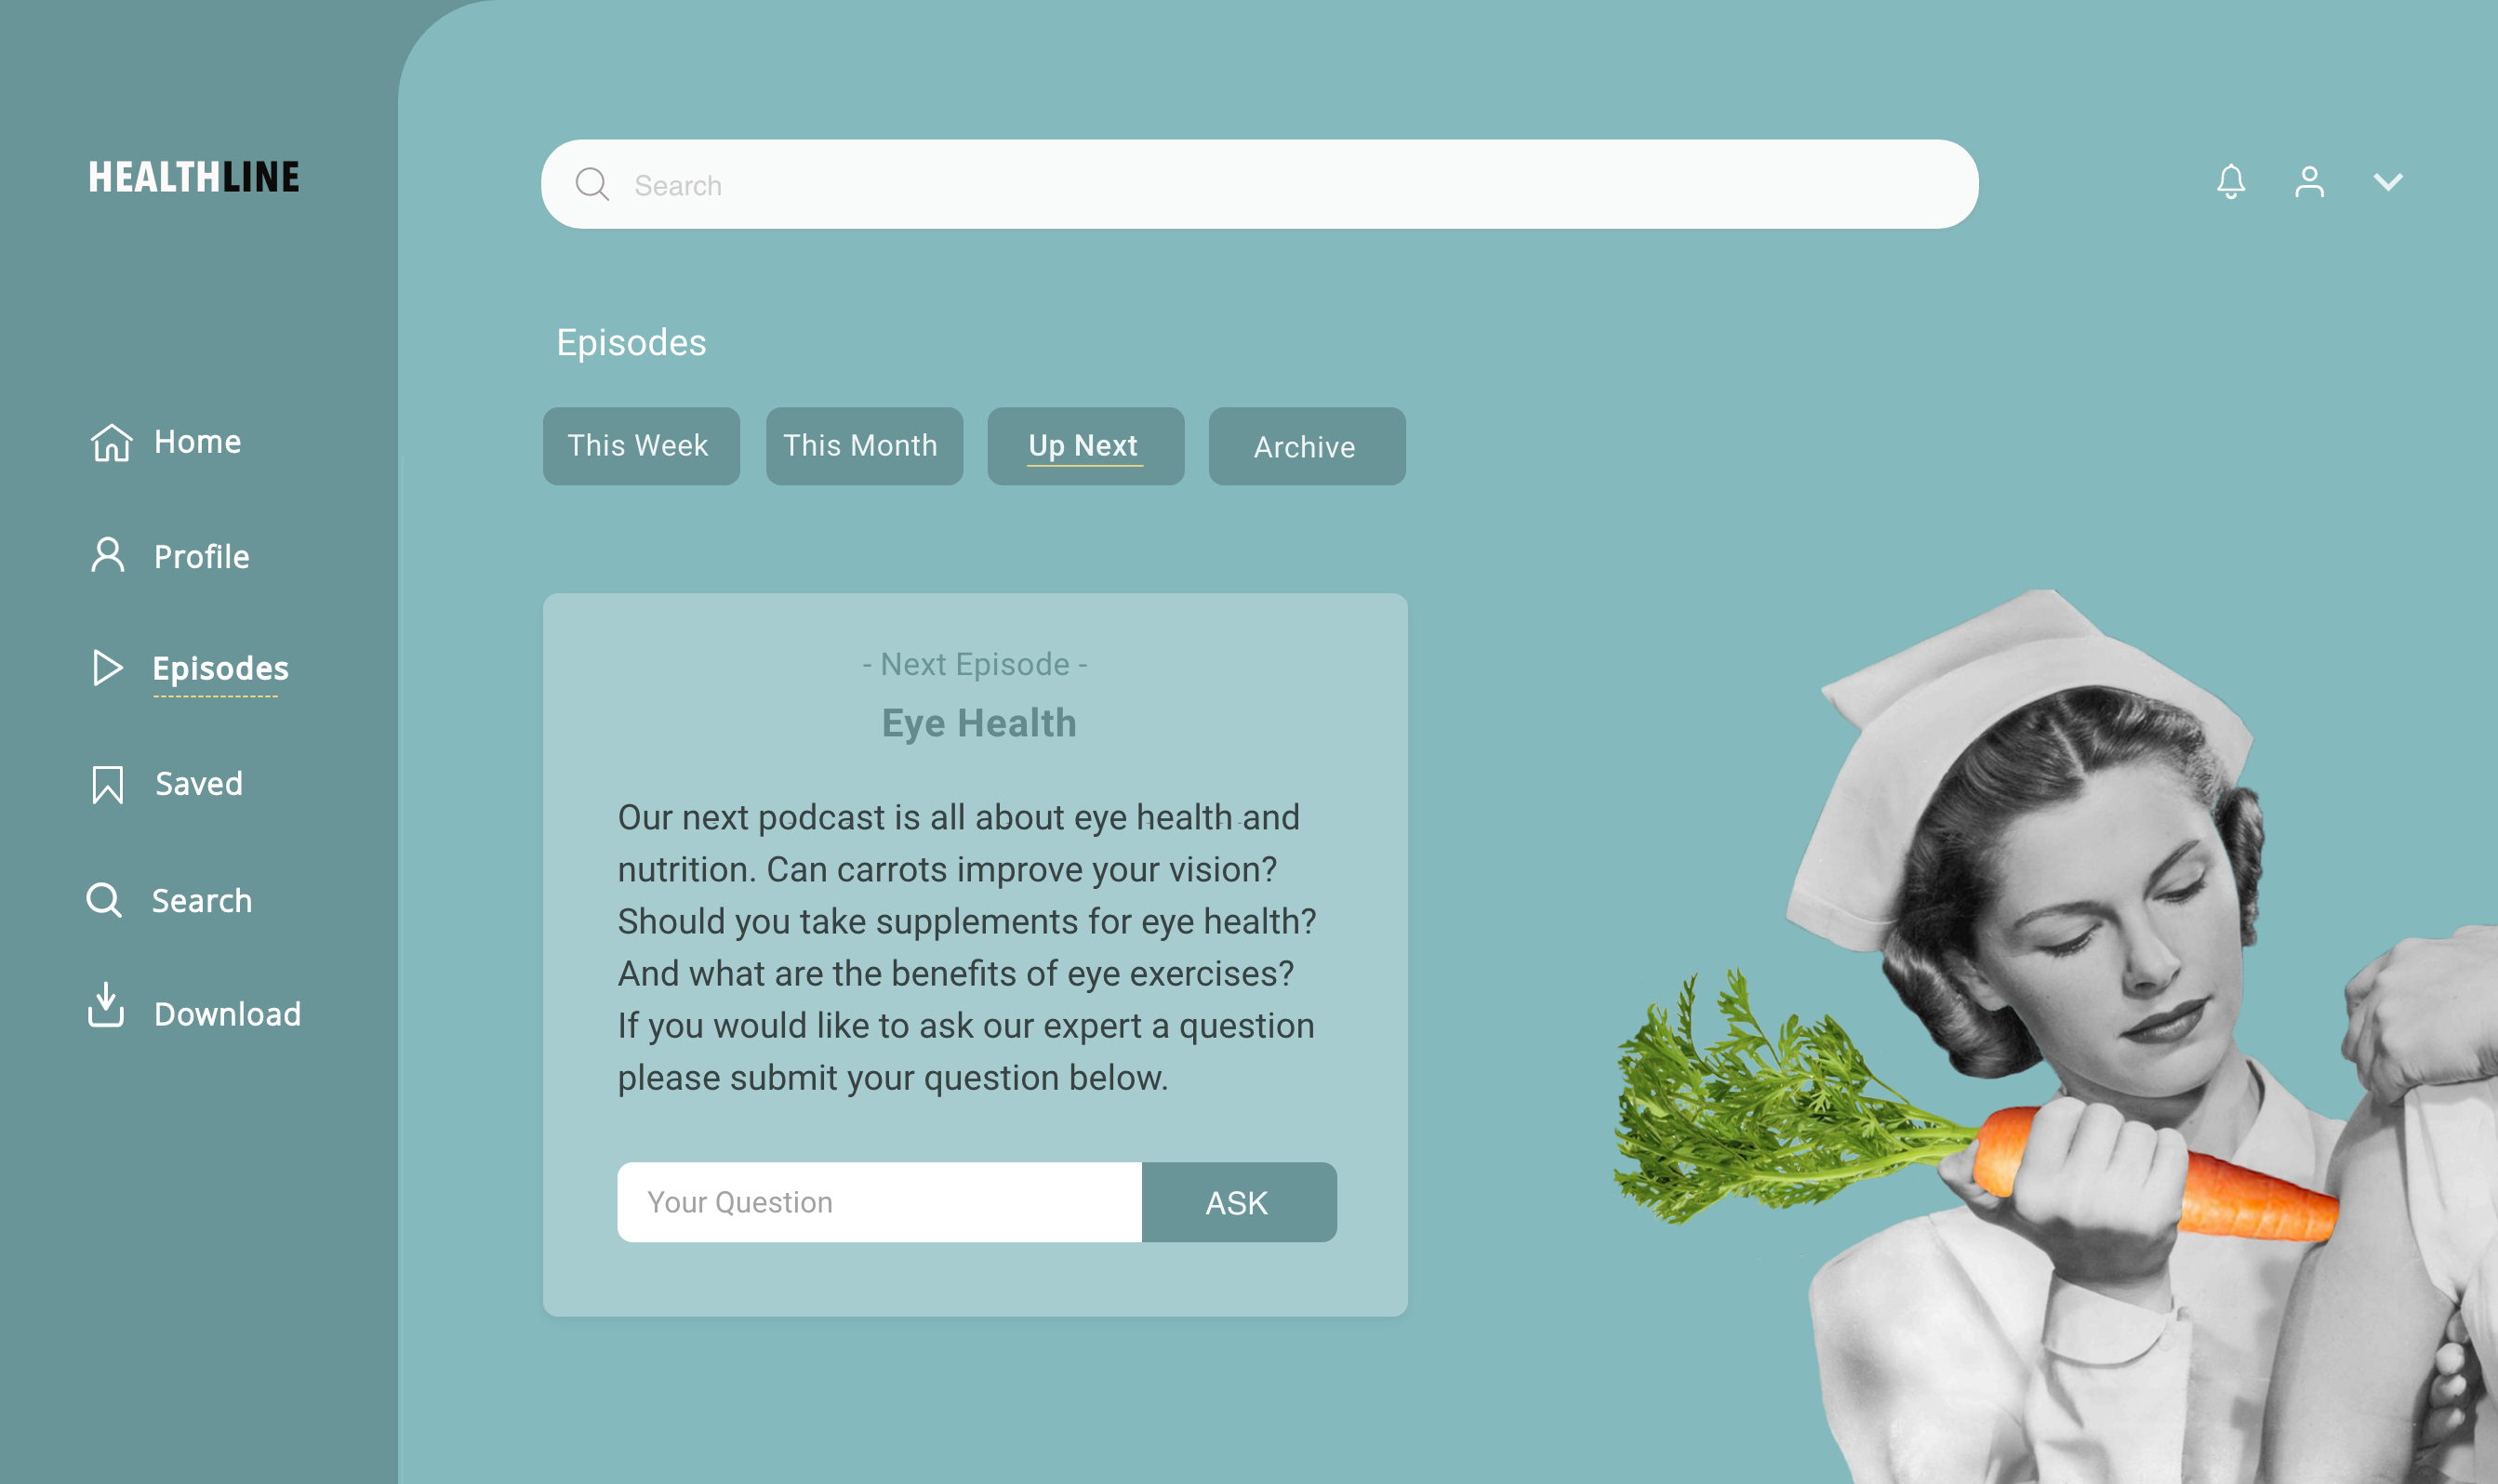 HEALTHLINE
Search
Episodes
This Week
This Month
Up Next
Archive
Home
Profile
Episodes
Saved
Search
Download
- Next Episode -
Eye Health
Our next podcast is all about eye health and
nutrition. Can carrots improve your vision?
Should you take supplements for eye health?
And what are the benefits of eye exercises?
If you would like to ask our expert a question
please submit your question below.
Your Question
ASK